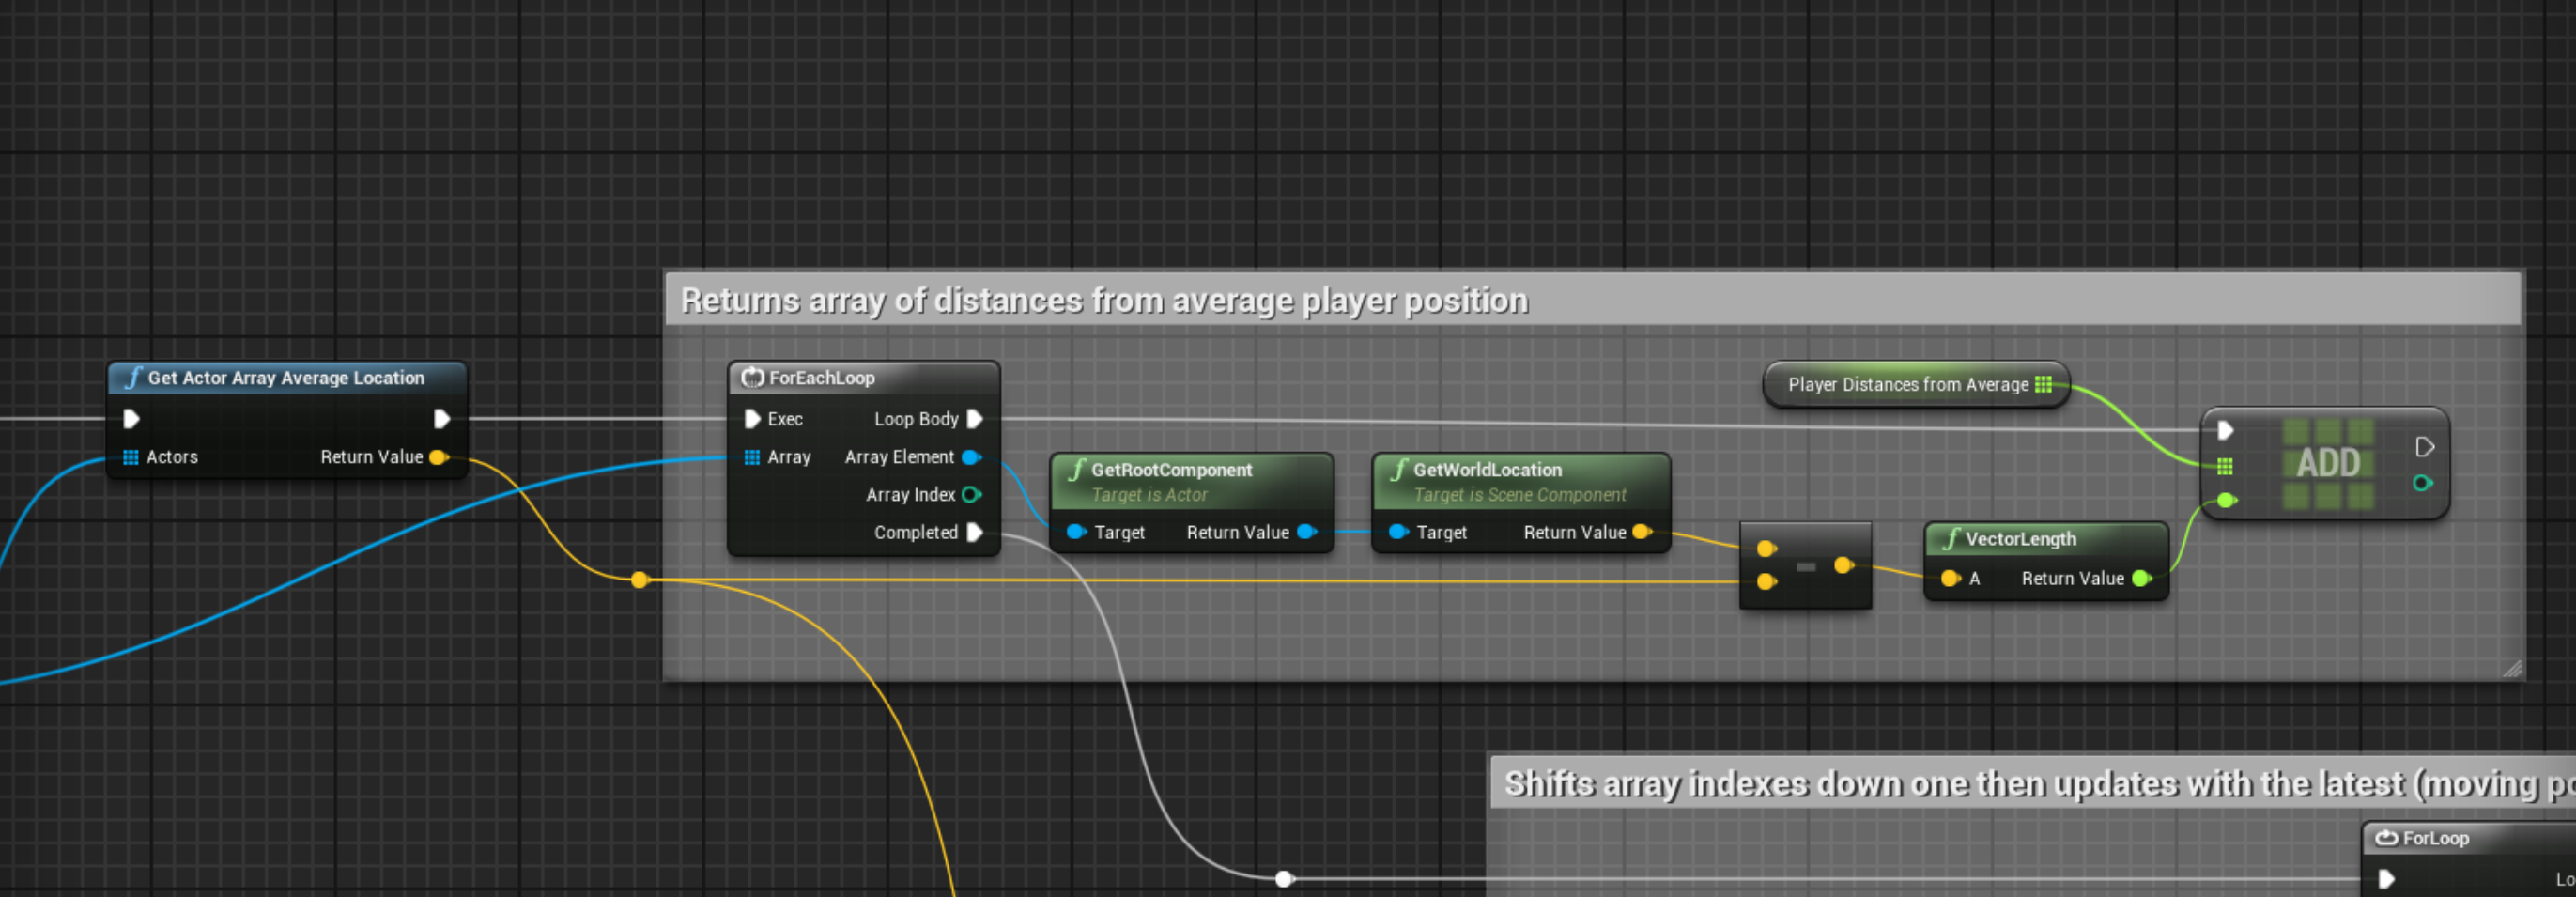 Returns array of distances from average player position
f Get Actor Array Average Location
Actors Return Value
ForEachLoop
Exec Loop Body
Array Array Element
Array Index
Completed
f GetRootComponent
Target is Actor
Target Return Value
f GetWorldLocation
Target is Scene Component
Target Return Value
Player Distances from Average
-
f VectorLength
A Return Value
ADD
Shifts array indexes down one then updates with the latest (moving po
ForLoop
Lo